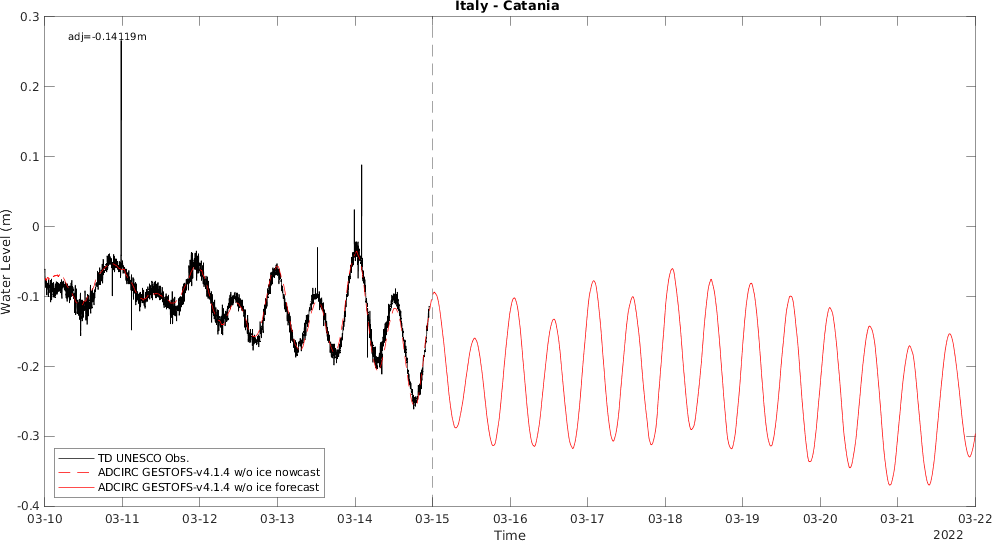 Italy - Catania
0.3
adj=-0.14119m
0.2
0.1
0
-0.1
-0.2
-0.3
-0.4
Water Level (m)
TD UNESCO Obs.
ADCIRC GESTOFS-v4.1.4 w/o ice nowcast
ADCIRC GESTOFS-v4.1.4 w/o ice forecast
03-10 03-11 03-12 03-13 03-14 03-15 03-16 03-17 03-18 03-19 03-20 03-21 03-22
Time
2022